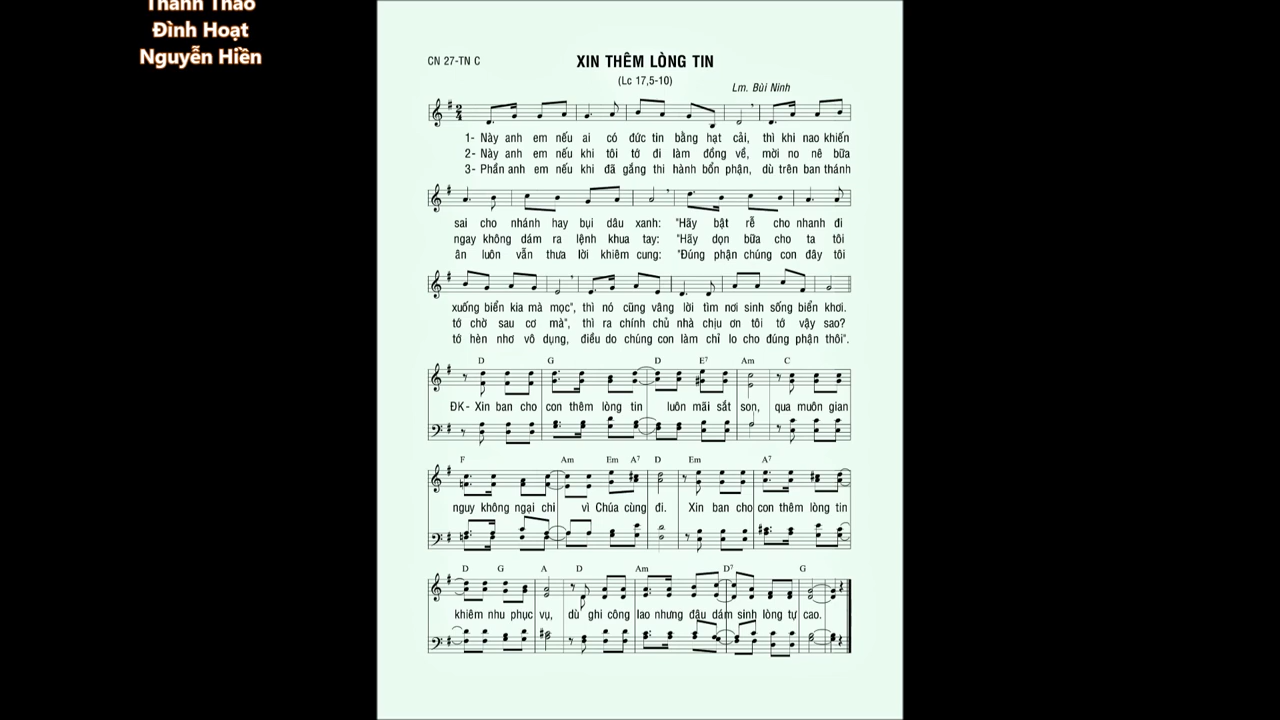 Thanh Thảo
Đình Hoạt
Nguyễn Hiền
CN 27-TN C
XIN THÊM LÒNG TIN
(Lc 17,5-10)
Lm. Bùi Ninh
2
4
1- Này anh em nếu ai có đức tin bằng hạt cải, thì khi nao khiến
2- Này anh em nếu khi tôi tớ đi làm đồng về, mời no nê bữa
3- Phần anh em nếu khi đã gắng thi hành bổn phận, dù trên ban thánh
sai cho nhánh hay bụi dâu xanh: "Hãy bật rễ cho nhanh đi
ngay không dám ra lệnh khua tay: "Hãy dọn bữa cho ta tôi
ân luôn vẫn thưa lời khiêm cung: "Đúng phận chúng con đây tôi
xuống biển kia mà mọc", thì nó cũng vâng lời tìm nơi sinh sống biển khơi.
tớ chờ sau cơ mà", thì ra chính chủ nhà chịu ơn tôi tớ vậy sao?
tớ hèn nhơ vô dụng, điều do chúng con làm chỉ lo cho đúng phận thôi".
D G D E7 Am C
ĐK- Xin ban cho con thêm lòng tin luôn mãi sắt son, qua muôn gian
F Am Em A7 D Em A7
nguy không ngại chi vì Chúa cùng đi. Xin ban cho con thêm lòng tin
D G A D Am D7 G
khiêm nhu phục vụ, dù ghi công lao nhưng đâu dám sinh lòng tự cao.